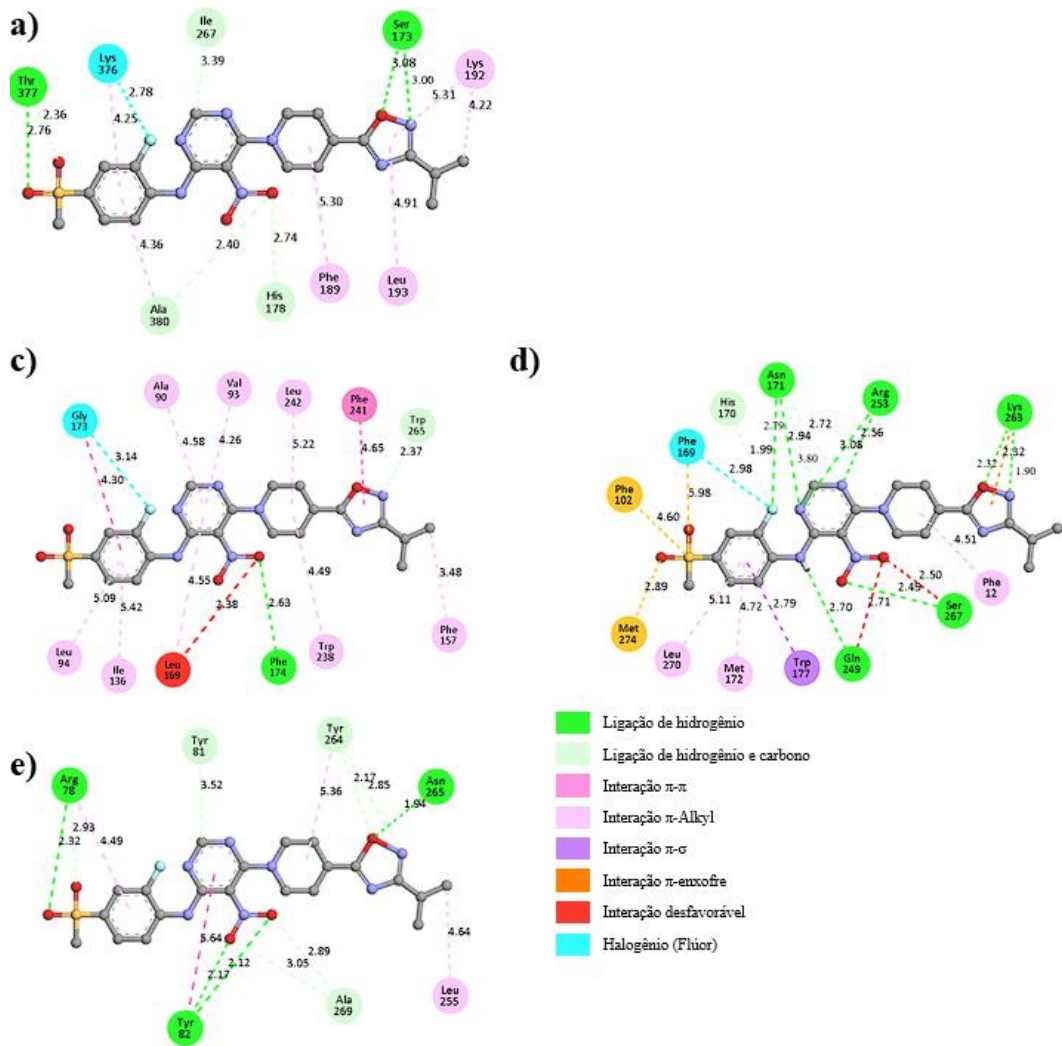 a)
Ile
267
3.39
Lys
376
2.78
4.25
Thr
377
2.36
2.76
Ser
173
3.08
3.00
5.31
Lys
192
4.22
4.36
2.40
2.74
5.30
4.91
Ala
380
His
178
Phe
189
Leu
193
c)
Gly
173
3.14
4.30
Ala
90
4.58
Val
93
4.26
Leu
242
5.22
Phe
241
4.65
Trp
265
2.37
5.09
5.42
4.55
2.38
2.63
4.49
3.48
Leu
94
Ile
136
Leu
169
Phe
174
Trp
238
Phe
157
d)
Phe
102
4.60
Phe
169
5.98
2.98
His
170
1.99
Asn
171
2.79
2.94
2.72
3.80
Arg
253
3.08
2.56
Lys
263
2.32
2.32
1.90
2.89
5.11
4.72
2.79
2.70
2.71
2.49
2.50
4.51
Met
274
Leu
270
Met
172
Trp
177
Gln
249
Ser
267
Phe
12
e)
Arg
78
2.93
2.32
4.49
Tyr
81
3.52
Tyr
264
2.17
2.85
5.36
Asn
265
1.94
5.64
2.12
2.17
2.89
3.05
4.64
Tyr
82
Ala
269
Leu
255
Ligação de hidrogênio
Ligação de hidrogênio e carbono
Interação π-π
Interação π-Alkyl
Interação π-σ
Interação π-enxofre
Interação desfavorável
Halogênio (Flúor)